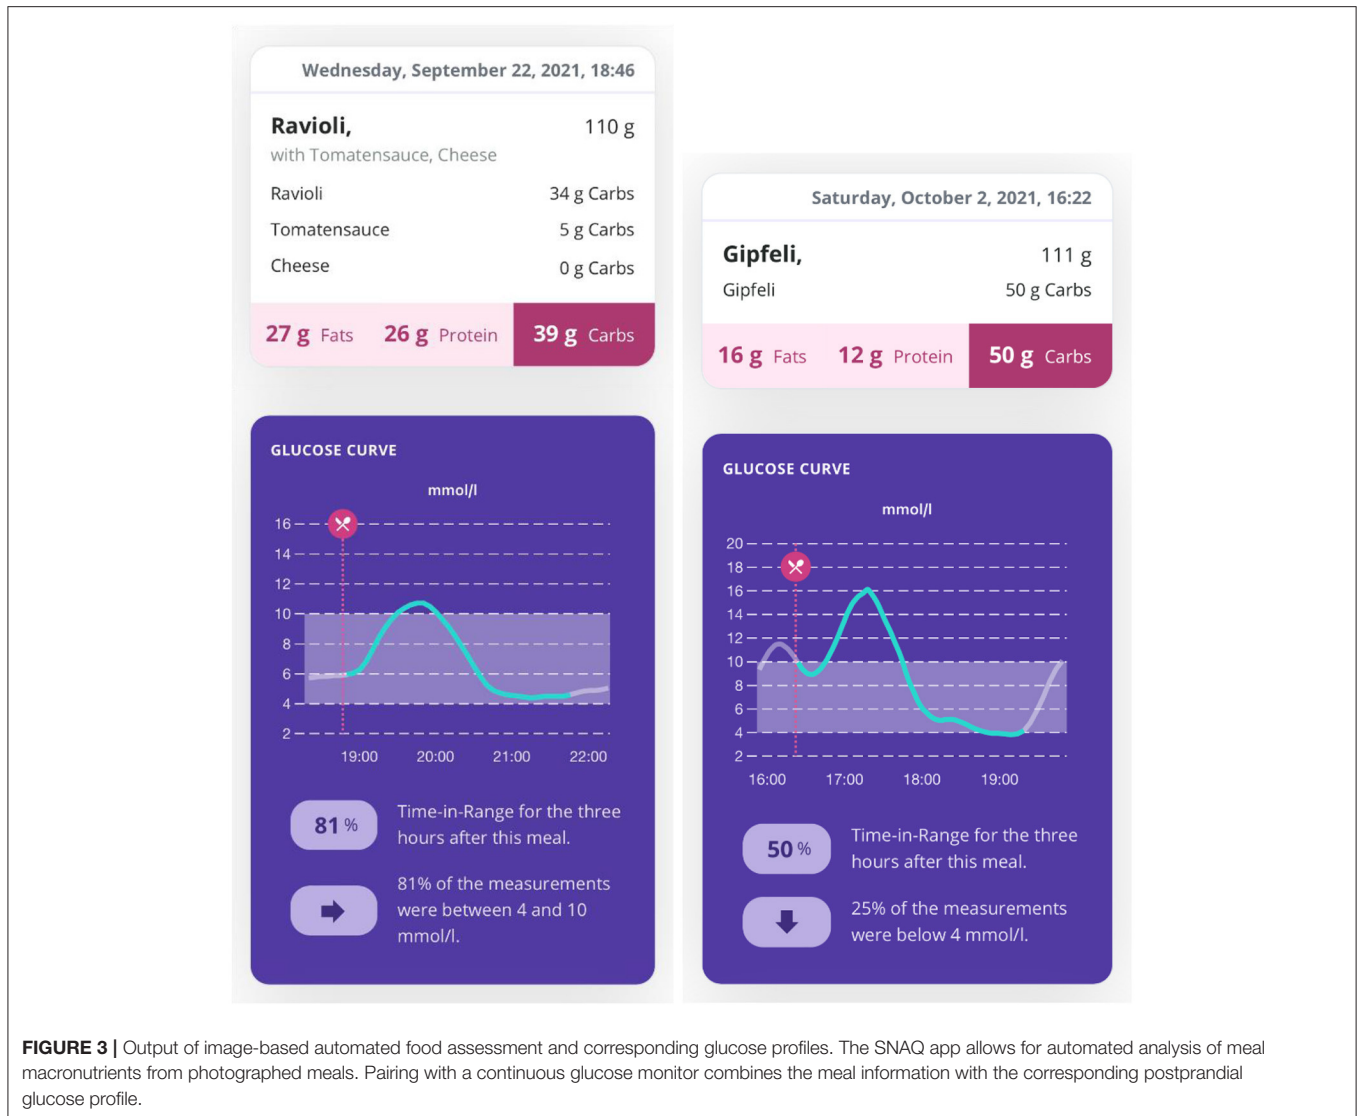 Wednesday, September 22, 2021, 18:46
Ravioli, 110 g
with Tomatensauce, Cheese
Ravioli 34 g Carbs
Tomatensauce 5 g Carbs
Cheese 0 g Carbs
27 g Fats 26 g Protein 39 g Carbs
GLUCOSE CURVE
mmol/l
16
14
12
10
8
6
4
2
19:00 20:00 21:00 22:00
81 % Time-in-Range for the three
hours after this meal.
81% of the measurements
were between 4 and 10
mmol/l.
Saturday, October 2, 2021, 16:22
Gipfeli, 111 g
Gipfeli 50 g Carbs
16 g Fats 12 g Protein 50 g Carbs
GLUCOSE CURVE
mmol/l
20
18
16
14
12
10
8
6
4
2
16:00 17:00 18:00 19:00
50 % Time-in-Range for the three
hours after this meal.
25% of the measurements
were below 4 mmol/l.
FIGURE 3 | Output of image-based automated food assessment and corresponding glucose profiles. The SNAQ app allows for automated analysis of meal
macronutrients from photographed meals. Pairing with a continuous glucose monitor combines the meal information with the corresponding postprandial
glucose profile.